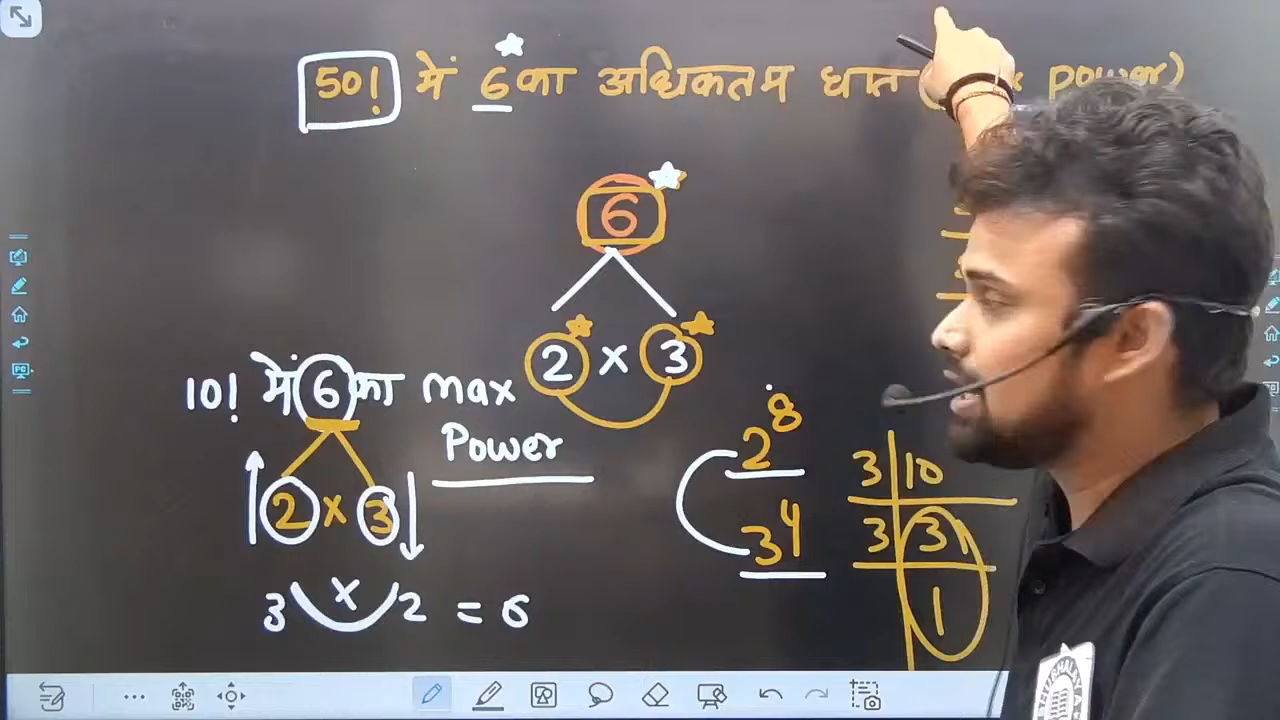 50! में 6 का अधिकतम घात ( power)
6
2 x 3
10! में 6 का max
Power
2 x 3
3 x 2 = 6
2^8
3^4
3 | 10
3 | 3
1